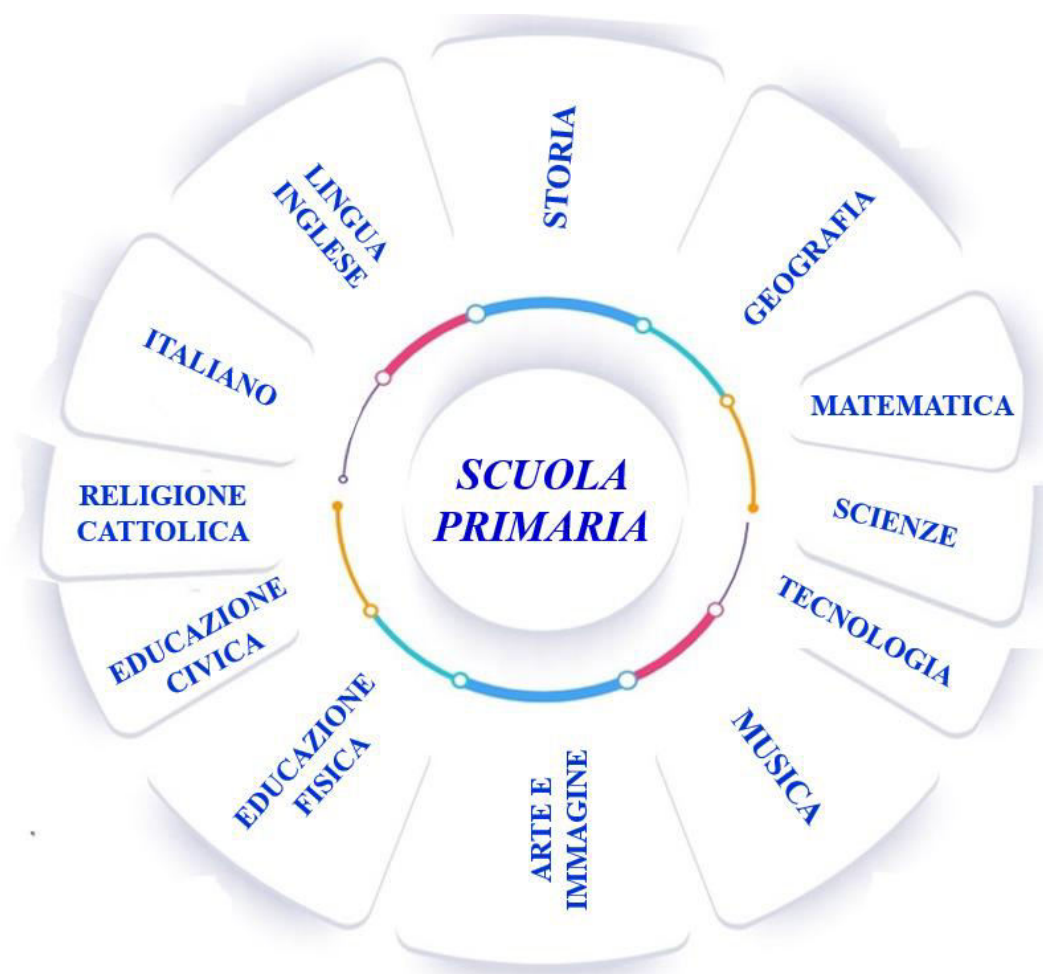 STORIA
GEOGRAFIA
MATEMATICA
SCIENZE
TECNOLOGIA
MUSICA
ARTE E
IMMAGINE
EDUCAZIONE
FISICA
EDUCAZIONE
CIVICA
RELIGIONE
CATTOLICA
ITALIANO
LINGUA
INGLESE
SCUOLA
PRIMARIA